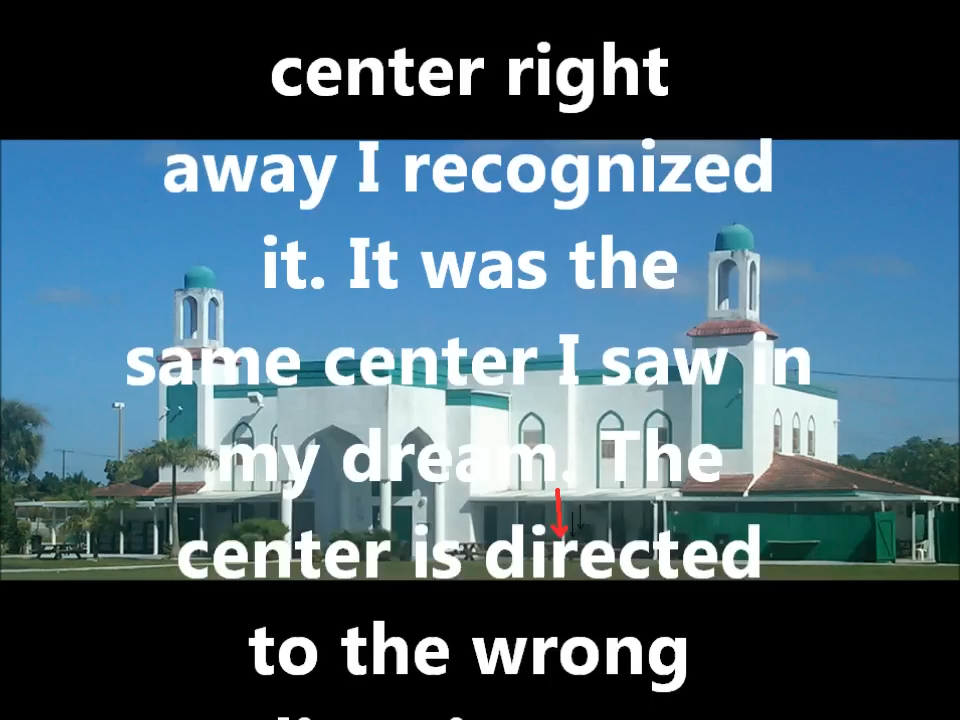 center right
away I recognized
it. It was the
same center I saw in
my dream. The
center is directed
to the wrong